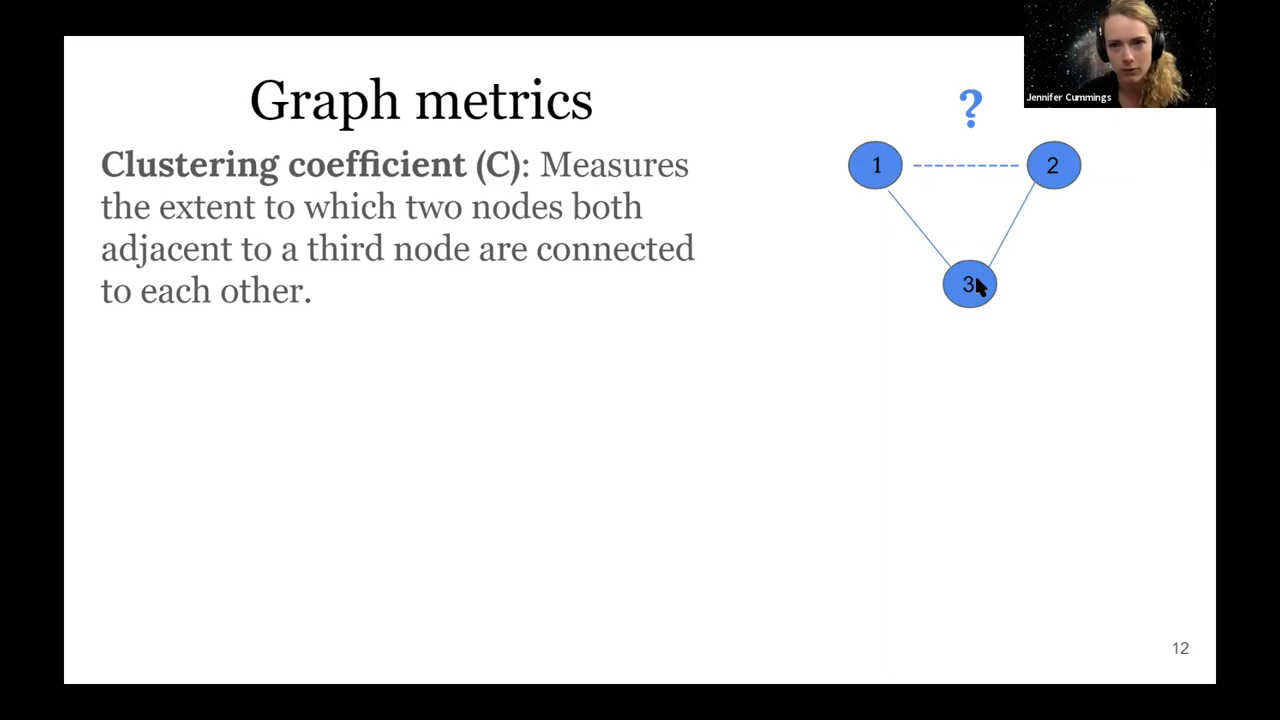 Graph metrics
Clustering coefficient (C): Measures
the extent to which two nodes both
adjacent to a third node are connected
to each other.
?
1
2
3
Jennifer Cummings
12